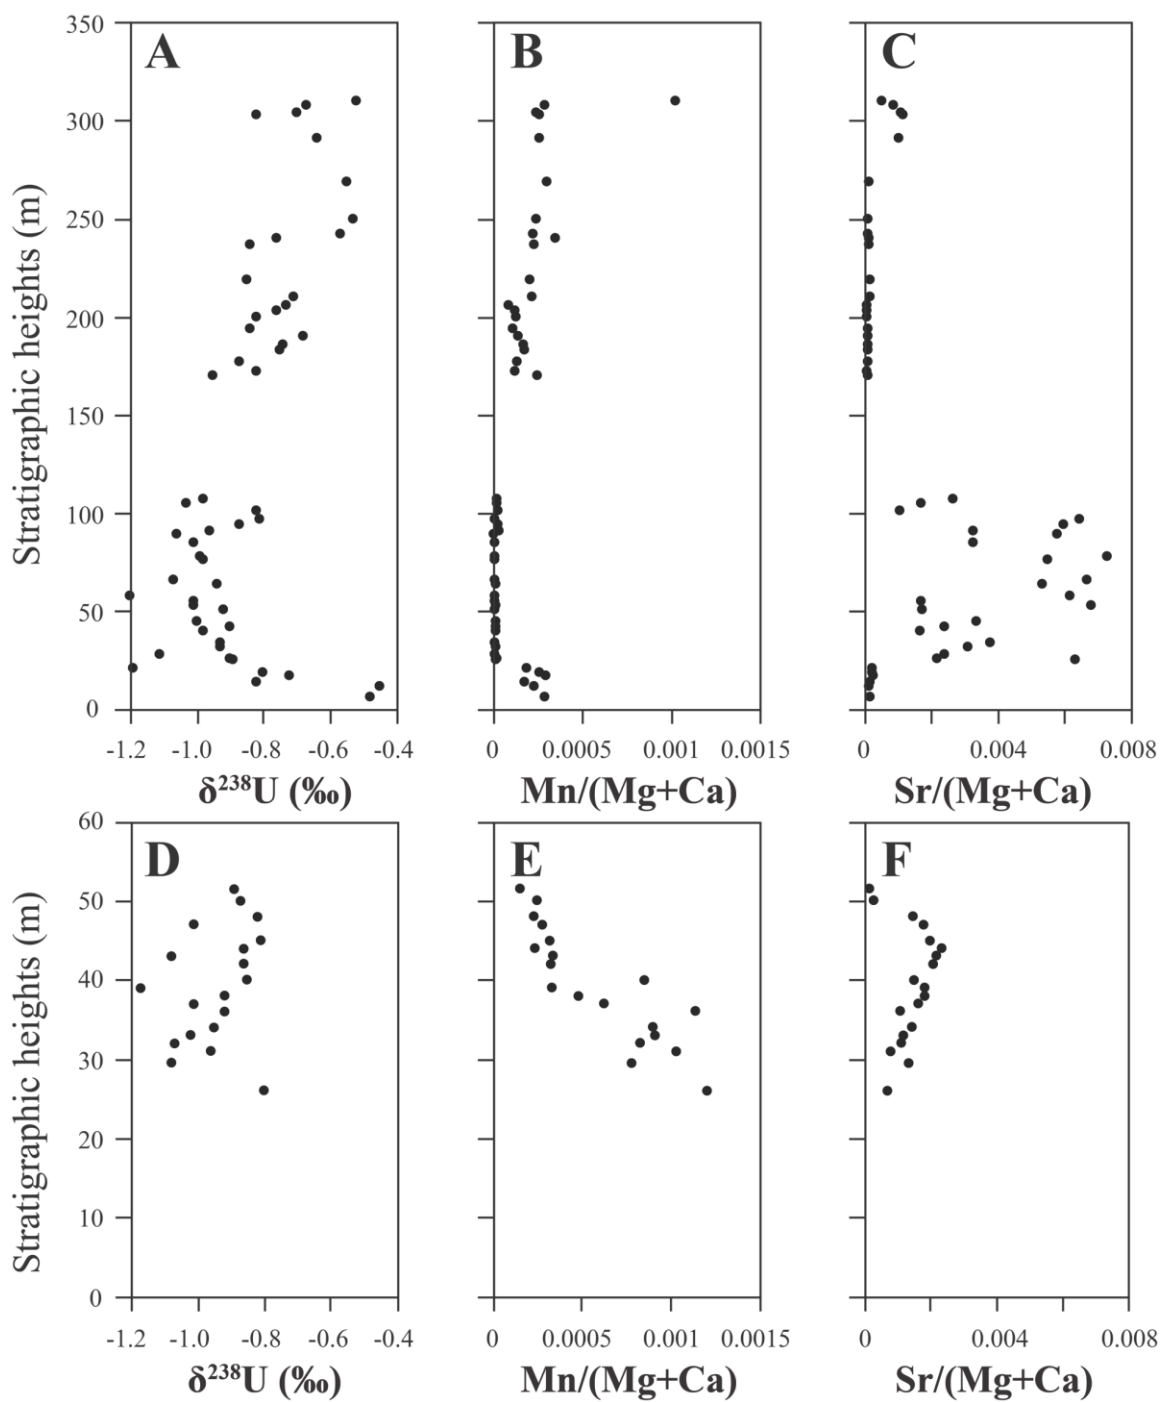 A
B
C
Stratigraphic heights (m)
350
300
250
200
150
100
50
0
-1.2 -1.0 -0.8 -0.6 -0.4
0 0.0005 0.001 0.0015
0 0.004 0.008
δ²³⁸U (‰)
Mn/(Mg+Ca)
Sr/(Mg+Ca)
D
E
F
Stratigraphic heights (m)
60
50
40
30
20
10
0
-1.2 -1.0 -0.8 -0.6 -0.4
0 0.0005 0.001 0.0015
0 0.004 0.008
δ²³⁸U (‰)
Mn/(Mg+Ca)
Sr/(Mg+Ca)